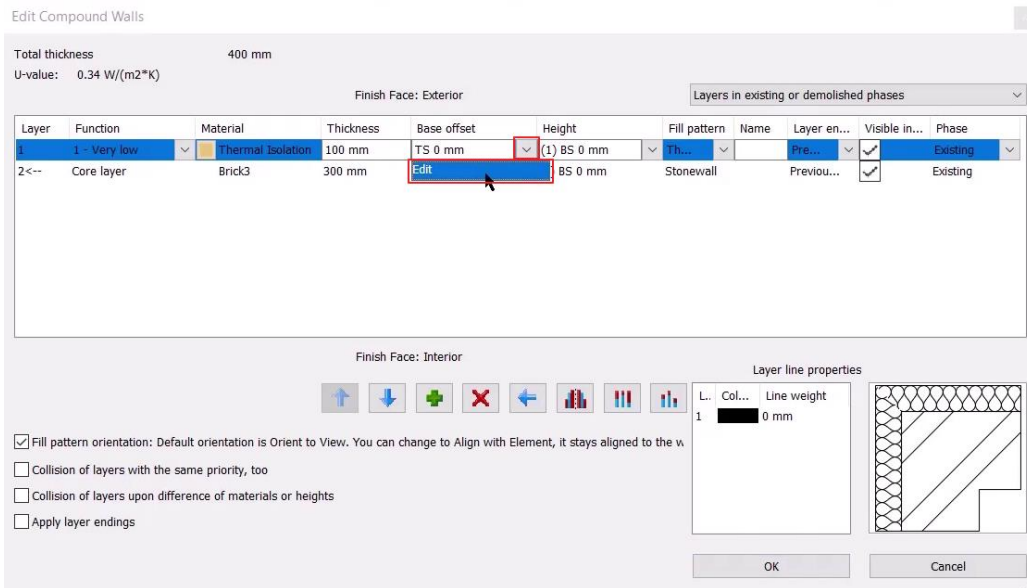 Edit Compound Walls
Total thickness 400 mm
U-value: 0.34 W/(m2*K)
Finish Face: Exterior Layers in existing or demolished phases
Layer Function Material Thickness Base offset Height Fill pattern Name Layer en... Visible in... Phase
1 1 - Very low Thermal Isolation 100 mm TS 0 mm (1) BS 0 mm Th... Pre... Existing
2<-- Core layer Brick3 300 mm Edit ) BS 0 mm Stonewall Previou... Existing
Finish Face: Interior
Layer line properties
L.. Col... Line weight
1 0 mm
Fill pattern orientation: Default orientation is Orient to View. You can change to Align with Element, it stays aligned to the w
Collision of layers with the same priority, too
Collision of layers upon difference of materials or heights
Apply layer endings
OK Cancel